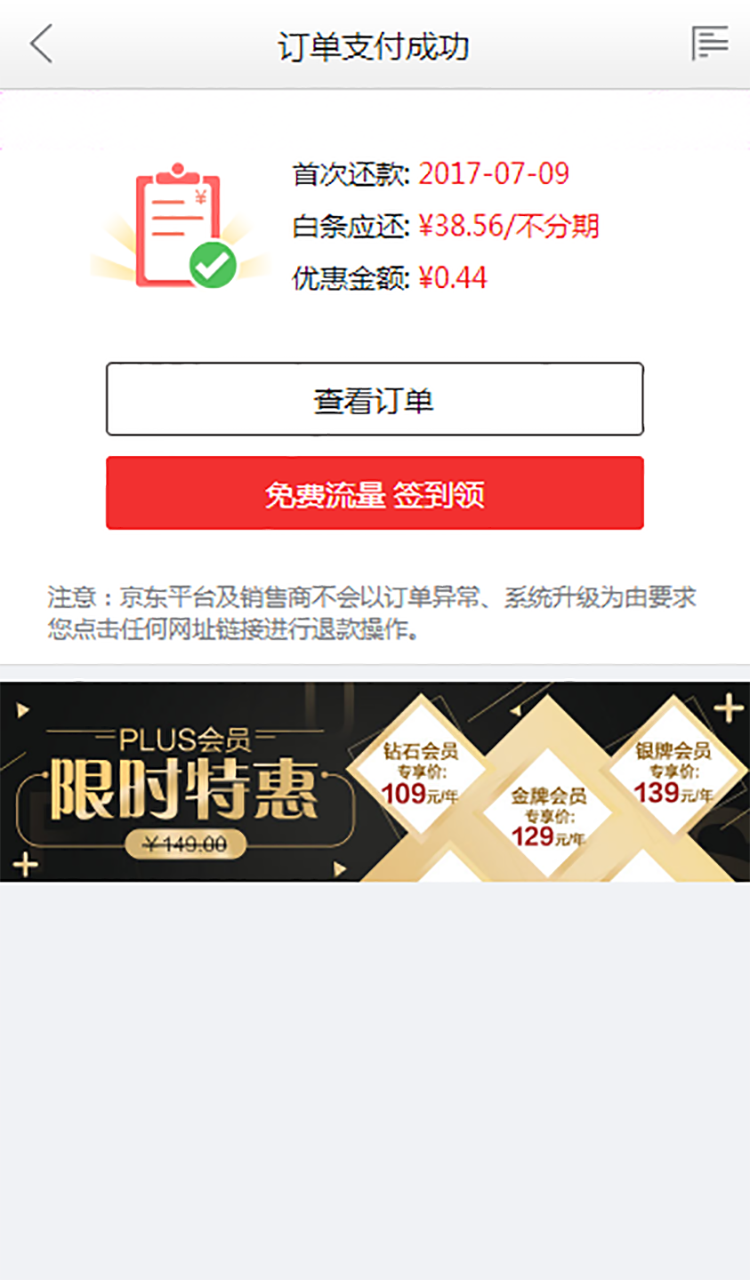 订单支付成功
¥
首次还款: 2017-07-09
白条应还: ¥38.56/不分期
优惠金额: ¥0.44
查看订单
免费流量 签到领
注意：京东平台及销售商不会以订单异常、系统升级为由要求
您点击任何网址链接进行退款操作。
PLUS会员
限时特惠
¥149.00
钻石会员
专享价:
109元/年
金牌会员
专享价:
129元/年
银牌会员
专享价:
139元/年